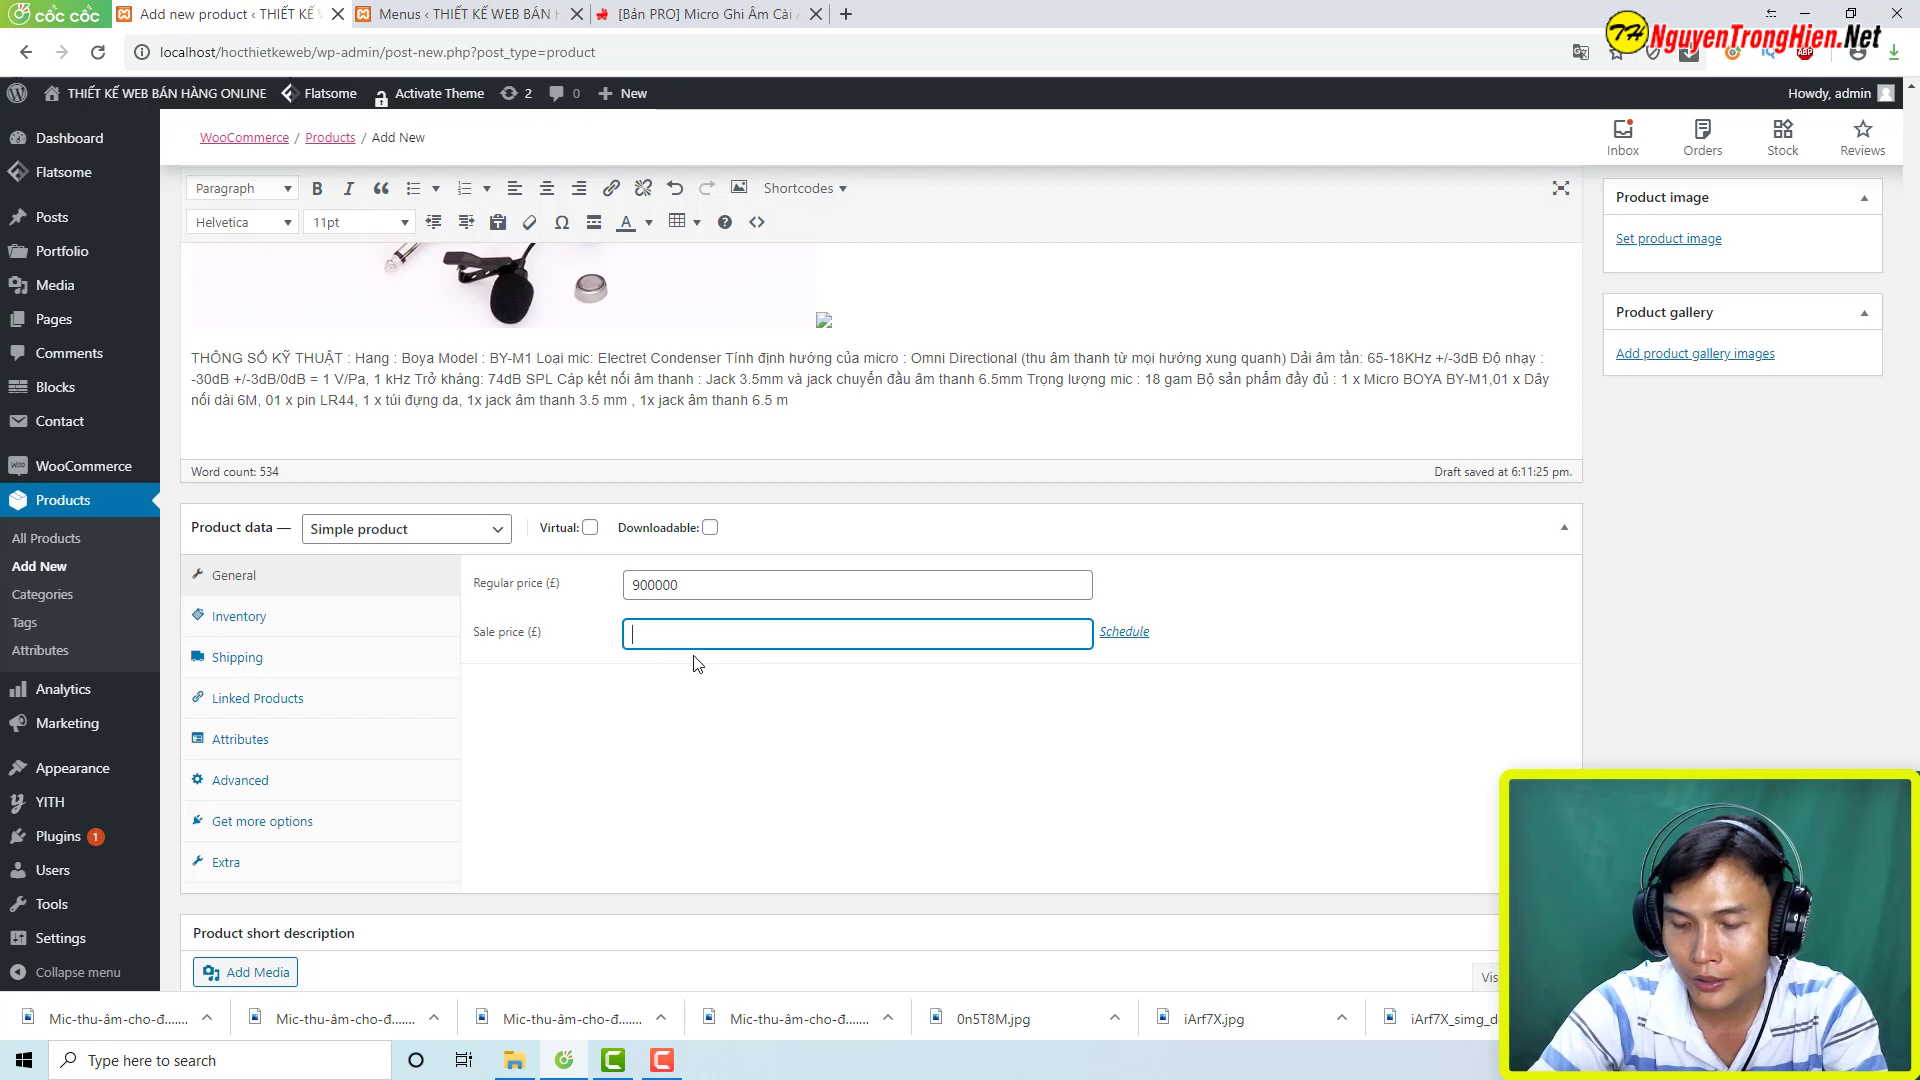 cốc cốc
Add new product ‹ THIẾT KẾ
Menus ‹ THIẾT KẾ WEB BÁN
[Bản PRO] Micro Ghi Âm Cài
localhost/hocthietkeweb/wp-admin/post-new.php?post_type=product
NguyenTrongHien.Net
THIẾT KẾ WEB BÁN HÀNG ONLINE
Flatsome
Activate Theme
2
0
New
Howdy, admin
WooCommerce / Products / Add New
Inbox
Orders
Stock
Reviews
Dashboard
Flatsome
Posts
Portfolio
Media
Pages
Comments
Blocks
Contact
WooCommerce
Products
All Products
Add New
Categories
Tags
Attributes
Analytics
Marketing
Appearance
YITH
Plugins 1
Users
Tools
Settings
Collapse menu
Paragraph
Shortcodes
Helvetica
11pt
THÔNG SỐ KỸ THUẬT : Hang : Boya Model : BY-M1 Loại mic: Electret Condenser Tính định hướng của micro : Omni Directional (thu âm thanh từ mọi hướng xung quanh) Dải âm tần: 65-18KHz +/-3dB Độ nhạy :
-30dB +/-3dB/0dB = 1 V/Pa, 1 kHz Trở kháng: 74dB SPL Cáp kết nối âm thanh : Jack 3.5mm và jack chuyển đầu âm thanh 6.5mm Trọng lượng mic : 18 gam Bộ sản phẩm đầy đủ : 1 x Micro BOYA BY-M1,01 x Dây
nối dài 6M, 01 x pin LR44, 1 x túi đựng da, 1x jack âm thanh 3.5 mm , 1x jack âm thanh 6.5 m
Word count: 534
Draft saved at 6:11:25 pm.
Product data —
Simple product
Virtual:
Downloadable:
General
Inventory
Shipping
Linked Products
Attributes
Advanced
Get more options
Extra
Regular price (£)
900000
Sale price (£)
Schedule
Product short description
Add Media
Vis
Product image
Set product image
Product gallery
Add product gallery images
Mic-thu-âm-cho-đ.......
Mic-thu-âm-cho-đ.......
Mic-thu-âm-cho-đ.......
Mic-thu-âm-cho-đ.......
0n5T8M.jpg
iArf7X.jpg
iArf7X_simg_d
Type here to search